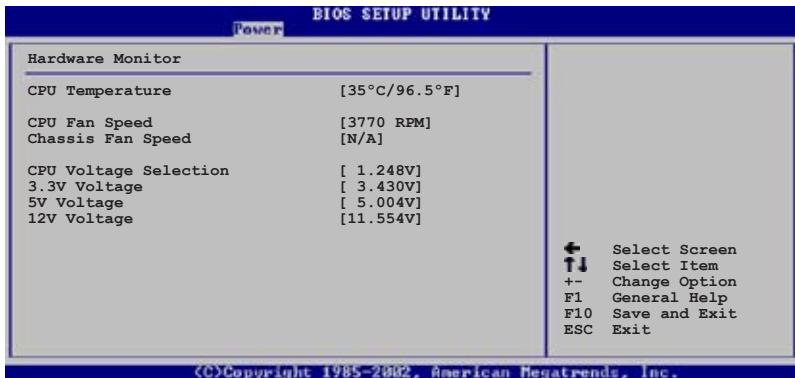 BIOS SETUP UTILITY
Power
Hardware Monitor
CPU Temperature [35°C/96.5°F]
CPU Fan Speed [3770 RPM]
Chassis Fan Speed [N/A]
CPU Voltage Selection [ 1.248V]
3.3V Voltage [ 3.430V]
5V Voltage [ 5.004V]
12V Voltage [11.554V]
← Select Screen
↑↓ Select Item
+- Change Option
F1 General Help
F10 Save and Exit
ESC Exit
(C)Copyright 1985-2002, American Megatrends, Inc.